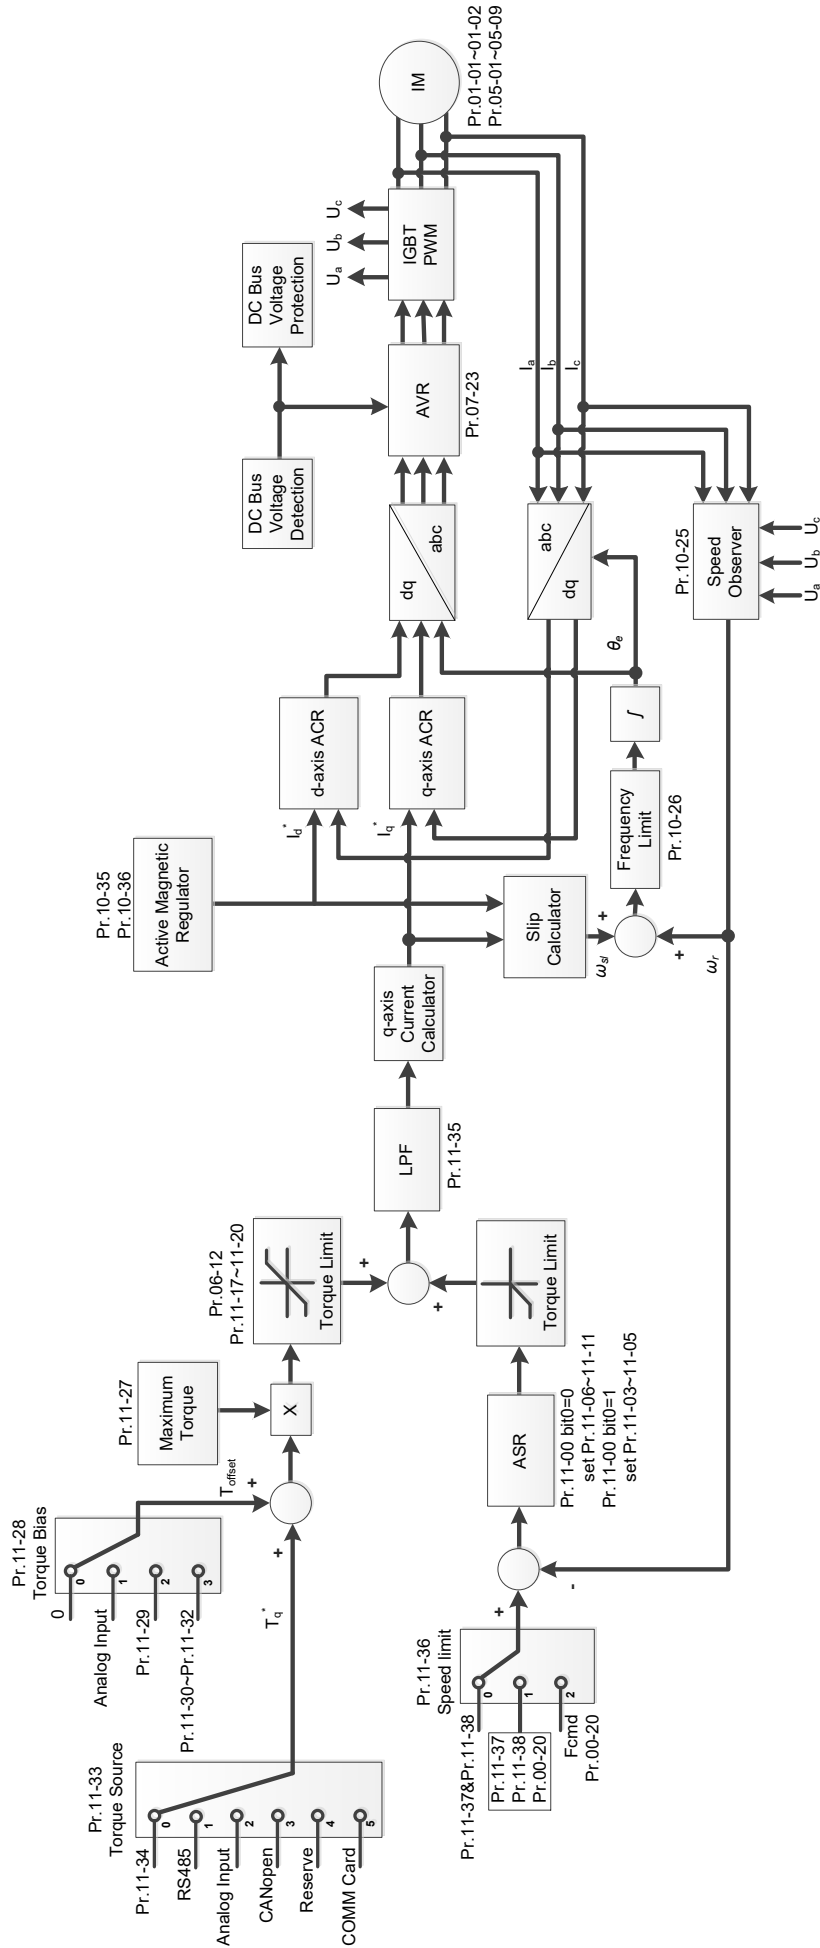 Pr.11-33
Torque Source
Pr.11-34
0
RS485
1
Analog Input
2
CANopen
3
Reserve
4
COMM Card
5
Tq*
+
Pr.11-28
Torque Bias
0
0
Analog Input
1
Pr.11-29
2
Pr.11-30~Pr.11-32
3
Toffset
+
Pr.11-27
Maximum
Torque
X
Pr.06-12
Pr.11-17~11-20
Torque Limit
+
+
Pr.11-36
Speed limit
Pr.11-37&Pr.11-38
0
Pr.11-37
Pr.11-38
Pr.00-20
1
Fcmd
Pr.00-20
2
+
-
ASR
Pr.11-00 bit0=0
set Pr.11-06~11-11
Pr.11-00 bit0=1
set Pr.11-03~11-05
Torque Limit
LPF
Pr.11-35
q-axis
Current
Calculator
Pr.10-35
Pr.10-36
Active Magnetic
Regulator
Id*
Iq*
d-axis ACR
q-axis ACR
Slip
Calculator
ωsl
+
+
ωr
Frequency
Limit
Pr.10-26
∫
θe
dq
abc
abc
dq
DC Bus
Voltage
Detection
DC Bus
Voltage
Protection
AVR
Pr.07-23
IGBT
PWM
Ua
Ub
Uc
IM
Pr.01-01~01-02
Pr.05-01~05-09
Ia
Ib
Ic
Pr.10-25
Speed
Observer
Ua
Ub
Uc